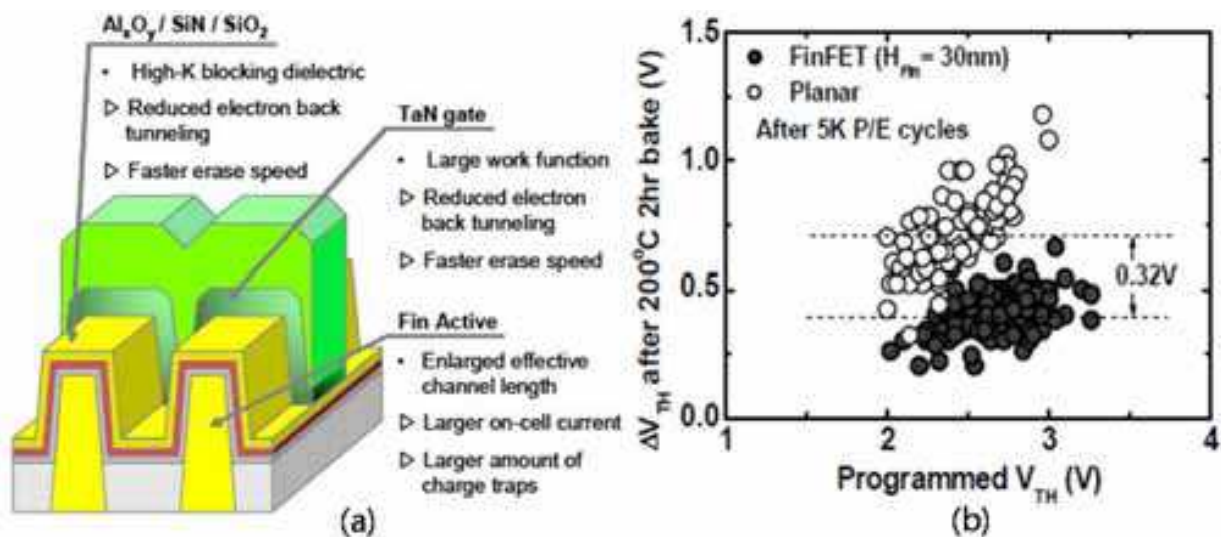 AlxOy / SiN / SiO2
• High-K blocking dielectric
▷ Reduced electron back
tunneling
▷ Faster erase speed
TaN gate
• Large work function
▷ Reduced electron
back tunneling
▷ Faster erase speed
Fin Active
• Enlarged effective
channel length
▷ Larger on-cell current
▷ Larger amount of
charge traps
(a)
ΔVTH after 200°C 2hr bake (V)
1.5
1.0
0.5
0.0
● FinFET (HFin = 30nm)
○ Planar
After 5K P/E cycles
0.32V
1 2 3 4
Programmed VTH (V)
(b)